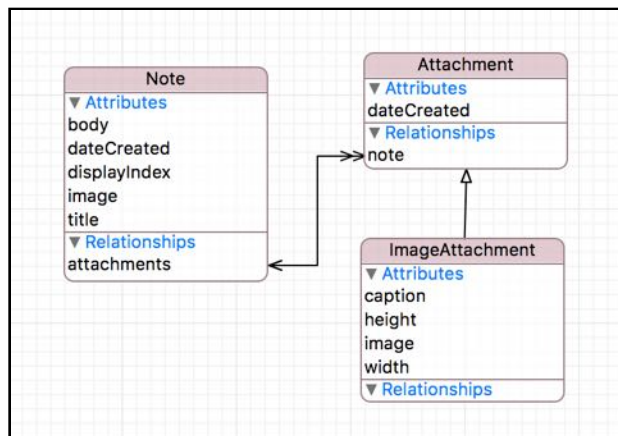 Note
▼ Attributes
body
dateCreated
displayIndex
image
title
▼ Relationships
attachments
Attachment
▼ Attributes
dateCreated
▼ Relationships
note
ImageAttachment
▼ Attributes
caption
height
image
width
▼ Relationships